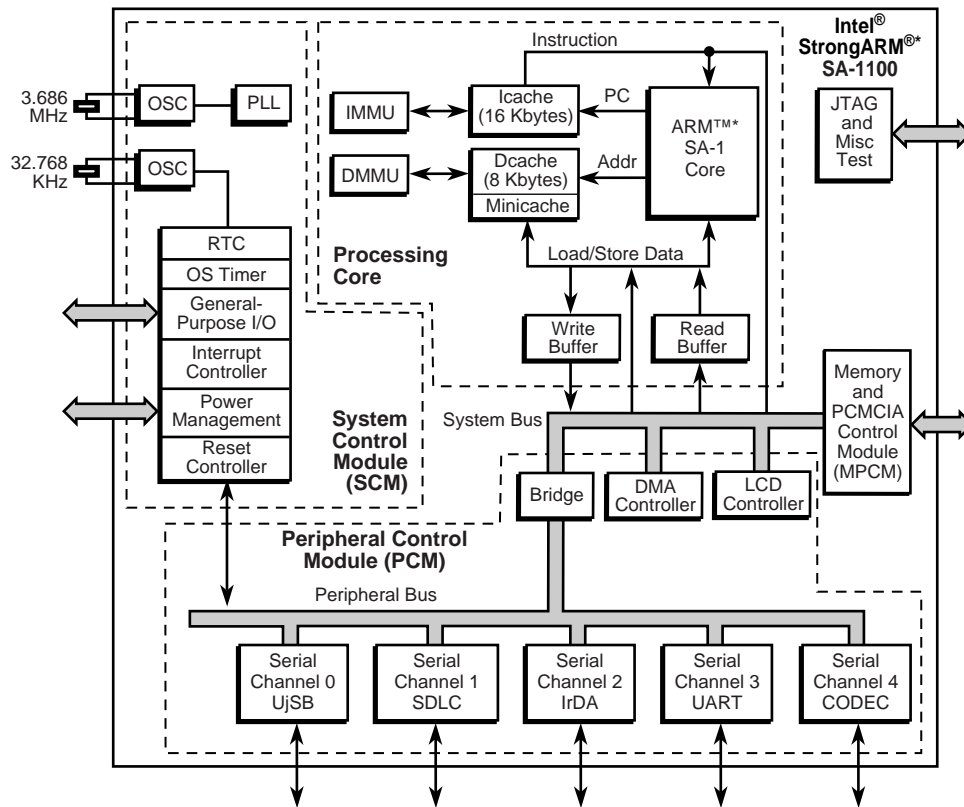 Intel®
StrongARM®*
SA-1100
Instruction
3.686
MHz
OSC
PLL
IMMU
Icache
(16 Kbytes)
PC
ARM™*
SA-1
Core
JTAG
and
Misc
Test
32.768
KHz
OSC
DMMU
Dcache
(8 Kbytes)
Minicache
Addr
Load/Store Data
Processing
Core
RTC
OS Timer
General-
Purpose I/O
Interrupt
Controller
Power
Management
Reset
Controller
Write
Buffer
Read
Buffer
System Bus
Memory
and
PCMCIA
Control
Module
(MPCM)
System
Control
Module
(SCM)
Bridge
DMA
Controller
LCD
Controller
Peripheral Control
Module (PCM)
Peripheral Bus
Serial
Channel 0
UjSB
Serial
Channel 1
SDLC
Serial
Channel 2
IrDA
Serial
Channel 3
UART
Serial
Channel 4
CODEC